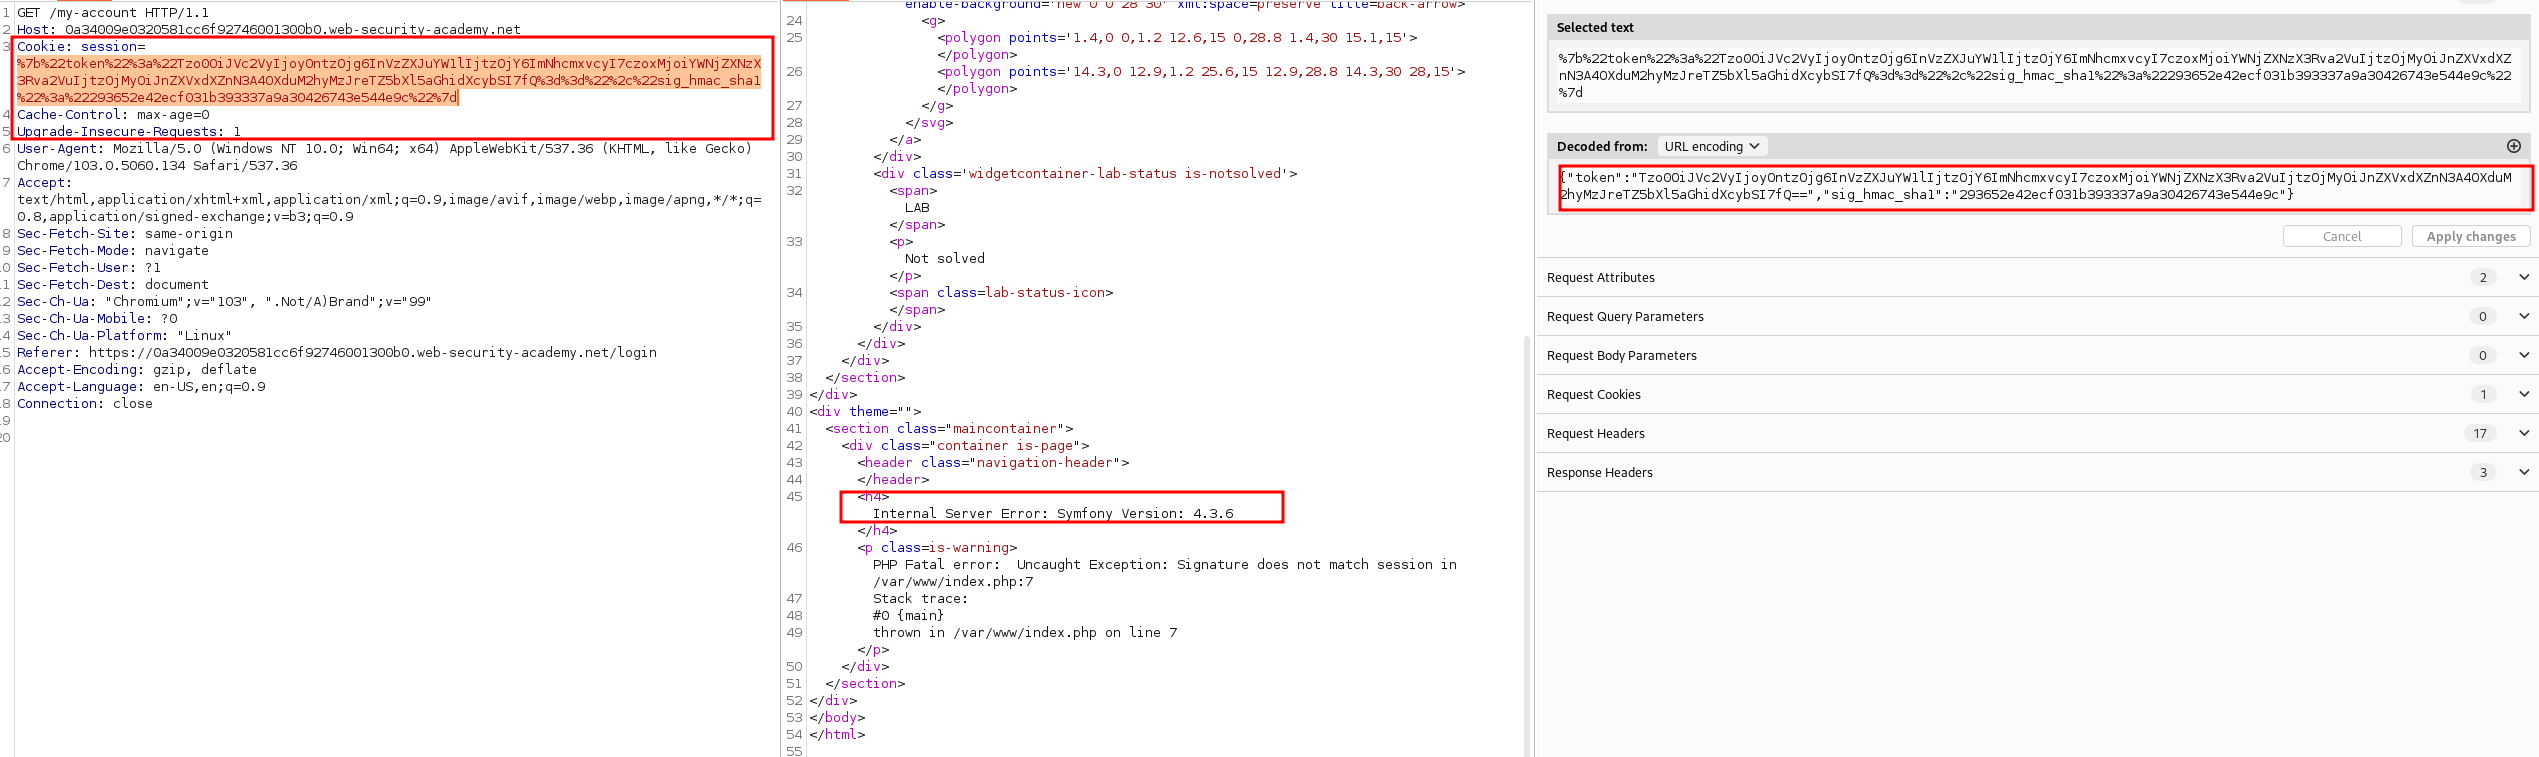 1 GET /my-account HTTP/1.1
2 Host: 0a34009e0320581cc6f92746001300b0.web-security-academy.net
3 Cookie: session=
%7b%22token%22%3a%22Tzo0OiJVc2VyIjoyOntzOjg6InVzZXJuYW1lIjtzOjY6ImNhcmxvcyI7czoxMjoiYWNjZXNzX
3Rva2VuIjtzOjMyOiJnZXVxdXZnN3A4OXduM2hyMzJreTZ5bXl5aGhidXcybSI7fQ%3d%3d%22%2c%22sig_hmac_sha1
%22%3a%22293652e42ecf031b393337a9a30426743e544e9c%22%7d
4 Cache-Control: max-age=0
5 Upgrade-Insecure-Requests: 1
6 User-Agent: Mozilla/5.0 (Windows NT 10.0; Win64; x64) AppleWebKit/537.36 (KHTML, like Gecko)
Chrome/103.0.5060.134 Safari/537.36
7 Accept:
text/html,application/xhtml+xml,application/xml;q=0.9,image/avif,image/webp,image/apng,*/*;q=
0.8,application/signed-exchange;v=b3;q=0.9
8 Sec-Fetch-Site: same-origin
9 Sec-Fetch-Mode: navigate
0 Sec-Fetch-User: ?1
1 Sec-Fetch-Dest: document
2 Sec-Ch-Ua: "Chromium";v="103", ".Not/A)Brand";v="99"
3 Sec-Ch-Ua-Mobile: ?0
4 Sec-Ch-Ua-Platform: "Linux"
5 Referer: https://0a34009e0320581cc6f92746001300b0.web-security-academy.net/login
6 Accept-Encoding: gzip, deflate
7 Accept-Language: en-US,en;q=0.9
8 Connection: close
9
20
enable-background='new 0 0 28 30' xml:space=preserve title=back-arrow>
24 <g>
25 <polygon points='1.4,0 0,1.2 12.6,15 0,28.8 1.4,30 15.1,15'>
</polygon>
26 <polygon points='14.3,0 12.9,1.2 25.6,15 12.9,28.8 14.3,30 28,15'>
</polygon>
27 </g>
28 </svg>
29 </a>
30 </div>
31 <div class='widgetcontainer-lab-status is-notsolved'>
32 <span>
LAB
</span>
33 <p>
Not solved
</p>
34 <span class=lab-status-icon>
</span>
35 </div>
36 </div>
37 </div>
38 </section>
39 </div>
40 <div theme="">
41 <section class="maincontainer">
42 <div class="container is-page">
43 <header class="navigation-header">
44 </header>
45 <h4>
Internal Server Error: Symfony Version: 4.3.6
</h4>
46 <p class=is-warning>
PHP Fatal error:  Uncaught Exception: Signature does not match session in
/var/www/index.php:7
47 Stack trace:
48 #0 {main}
49 thrown in /var/www/index.php on line 7
</p>
50 </div>
51 </section>
52 </div>
53 </body>
54 </html>
55
Selected text
%7b%22token%22%3a%22Tzo0OiJVc2VyIjoyOntzOjg6InVzZXJuYW1lIjtzOjY6ImNhcmxvcyI7czoxMjoiYWNjZXNzX3Rva2VuIjtzOjMyOiJnZXVxdXZ
nN3A4OXduM2hyMzJreTZ5bXl5aGhidXcybSI7fQ%3d%3d%22%2c%22sig_hmac_sha1%22%3a%22293652e42ecf031b393337a9a30426743e544e9c%22
%7d
Decoded from: URL encoding
{"token":"Tzo0OiJVc2VyIjoyOntzOjg6InVzZXJuYW1lIjtzOjY6ImNhcmxvcyI7czoxMjoiYWNjZXNzX3Rva2VuIjtzOjMyOiJnZXVxdXZnN3A4OXduM
2hyMzJreTZ5bXl5aGhidXcybSI7fQ==","sig_hmac_sha1":"293652e42ecf031b393337a9a30426743e544e9c"}
Cancel Apply changes
Request Attributes 2
Request Query Parameters 0
Request Body Parameters 0
Request Cookies 1
Request Headers 17
Response Headers 3